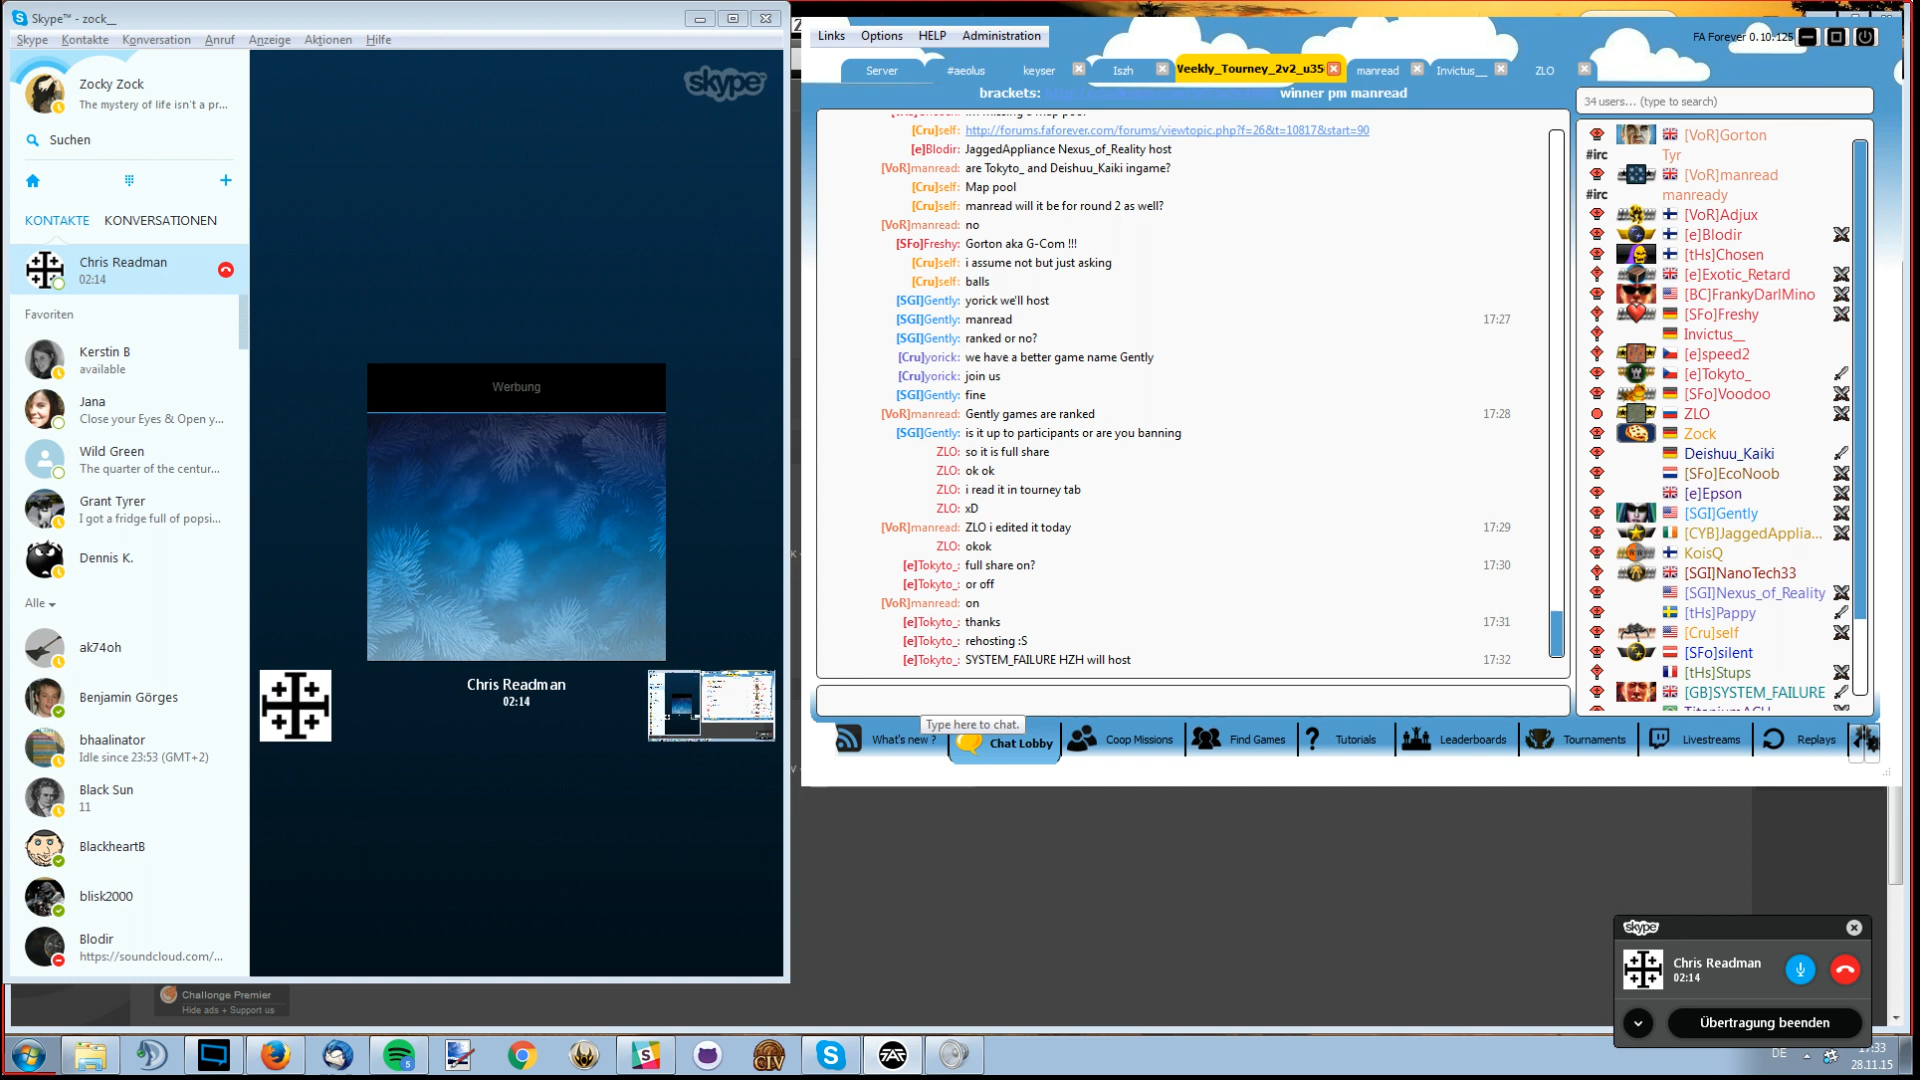 Skype™ - zock__
Skype Kontakte Konversation Anruf Anzeige Aktionen Hilfe
Zocky Zock
The mystery of life isn't a pr...
Suchen
KONTAKTE KONVERSATIONEN
Chris Readman
02:14
Favoriten
Kerstin B
available
Jana
Close your Eyes & Open y...
Wild Green
The quarter of the centur...
Grant Tyrer
I got a fridge full of popsi...
Dennis K.
Alle
ak74oh
Benjamin Görges
bhaalinator
Idle since 23:53 (GMT+2)
Black Sun
11
BlackheartB
blisk2000
Blodir
https://soundcloud.com/...
skype
Werbung
Chris Readman
02:14
Challonge Premier
Hide ads + Support us
Links Options HELP Administration
FA Forever 0.10.125
Server #aeolus keyser Iszh Weekly_Tourney_2v2_u35 manread Invictus__ ZLO
brackets: winner pm manread
[Cru]self: http://forums.faforever.com/forums/viewtopic.php?f=26&t=10817&start=90
[e]Blodir: JaggedAppliance Nexus_of_Reality host
[VoR]manread: are Tokyto_ and Deishuu_Kaiki ingame?
[Cru]self: Map pool
[Cru]self: manread will it be for round 2 as well?
[VoR]manread: no
[SFo]Freshy: Gorton aka G-Com !!!
[Cru]self: i assume not but just asking
[Cru]self: balls
[SGI]Gently: yorick we'll host
[SGI]Gently: manread 17:27
[SGI]Gently: ranked or no?
[Cru]yorick: we have a better game name Gently
[Cru]yorick: join us
[SGI]Gently: fine
[VoR]manread: Gently games are ranked 17:28
[SGI]Gently: is it up to participants or are you banning
ZLO: so it is full share
ZLO: ok ok
ZLO: i read it in tourney tab
ZLO: xD
[VoR]manread: ZLO i edited it today 17:29
ZLO: okok
[e]Tokyto_: full share on? 17:30
[e]Tokyto_: or off
[VoR]manread: on
[e]Tokyto_: thanks 17:31
[e]Tokyto_: rehosting :S
[e]Tokyto_: SYSTEM_FAILURE HZH will host 17:32
Type here to chat.
34 users... (type to search)
[VoR]Gorton
#irc Tyr
[VoR]manread
#irc manready
[VoR]Adjux
[e]Blodir
[tHs]Chosen
[e]Exotic_Retard
[BC]FrankyDarlMino
[SFo]Freshy
Invictus__
[e]speed2
[e]Tokyto_
[SFo]Voodoo
ZLO
Zock
Deishuu_Kaiki
[SFo]EcoNoob
[e]Epson
[SGI]Gently
[CYB]JaggedApplia...
KoisQ
[SGI]NanoTech33
[SGI]Nexus_of_Reality
[tHs]Pappy
[Cru]self
[SFo]silent
[tHs]Stups
[GB]SYSTEM_FAILURE
What's new ? Chat Lobby Coop Missions Find Games Tutorials Leaderboards Tournaments Livestreams Replays
skype
Chris Readman
02:14
Übertragung beenden
DE
17:33
28.11.15